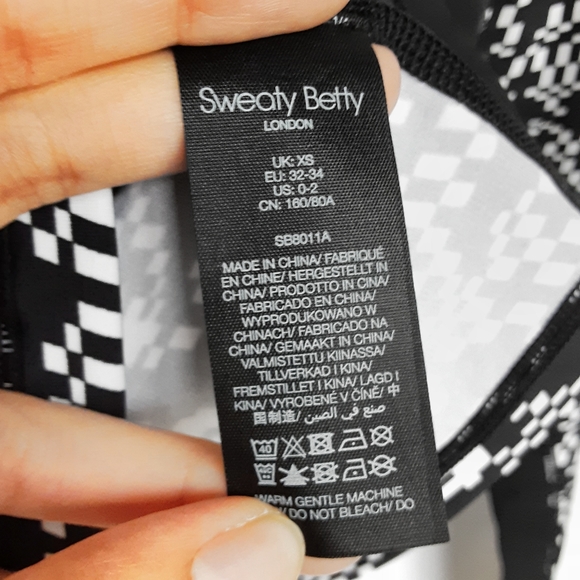 Sweaty Betty
LONDON
UK: XS
EU: 32-34
US: 0-2
CN: 160/80A
SB8011A
MADE IN CHINA/ FABRIQUÉ
EN CHINE/ HERGESTELLT IN
CHINA/ PRODOTTO IN CINA/
FABRICADO EN CHINA/
WYPRODUKOWANO W
CHINACH/ FABRICADO NA
CHINA/ GEMAAKT IN CHINA/
VALMISTETTU KIINASSA/
TILLVERKAD I KINA/
FREMSTILLET I KINA/ LAGD I
KINA/ VYROBENÉ V ČÍNĚ/ 中
国制造/ صنع في الصين
40
WARM GENTLE MACHINE
/ DO NOT BLEACH/ DO